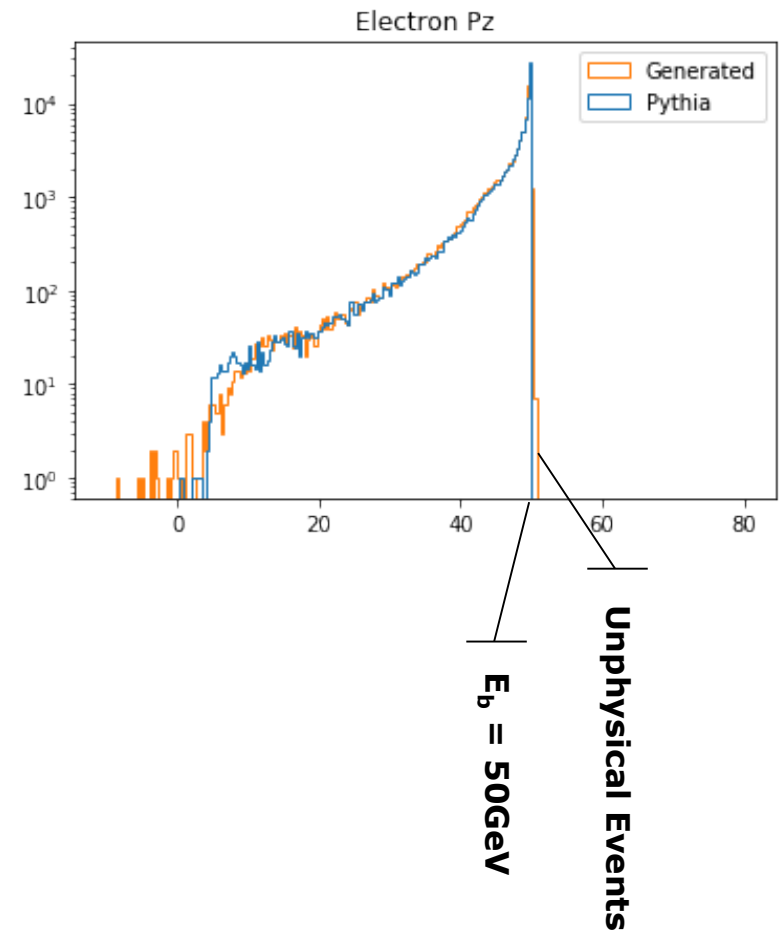 Electron Pz
Generated
Pythia
10⁴
10³
10²
10¹
10⁰
0 20 40 60 80
E_b = 50GeV
Unphysical Events